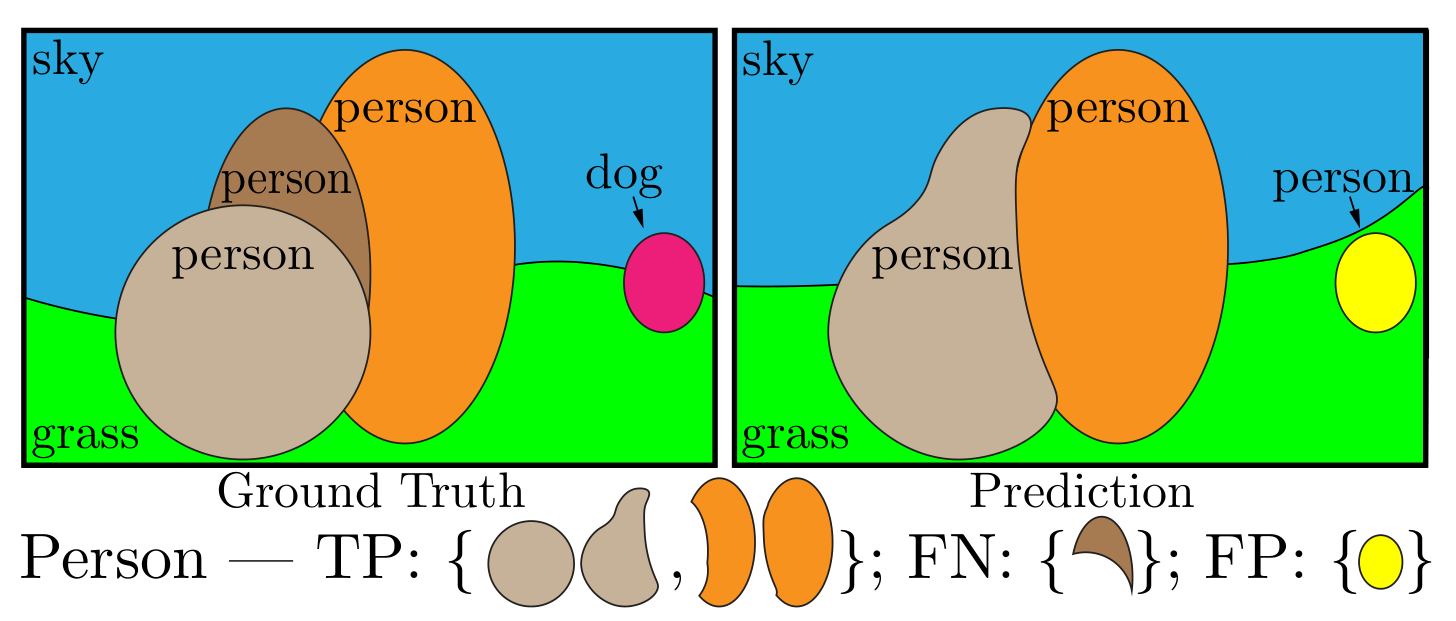 sky
person
person
person
dog
grass
sky
person
person
person
grass
Ground Truth
Prediction
Person — TP: { , }; FN: { }; FP: { }